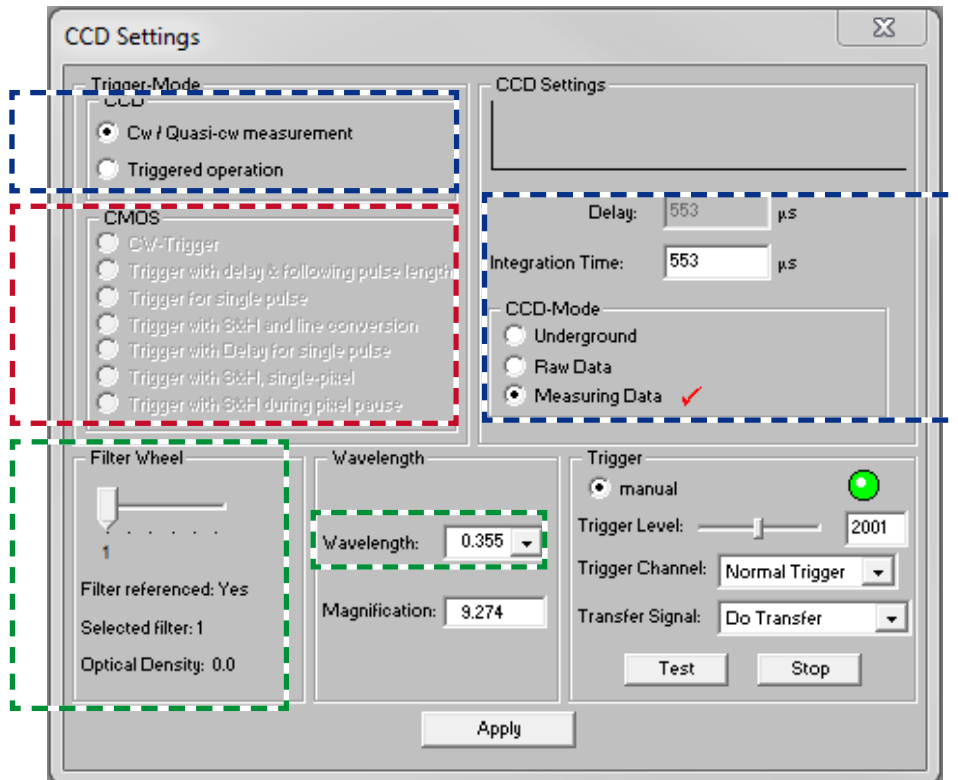 CCD Settings
Trigger-Mode
CCD
Cw / Quasi-cw measurement
Triggered operation
CMOS
CW-Trigger
Trigger with delay & following pulse length
Trigger for single pulse
Trigger with S&H and line conversion
Trigger with Delay for single pulse
Trigger with S&H, single-pixel
Trigger with S&H during pixel pause
CCD Settings
Delay: 553 µs
Integration Time: 553 µs
CCD-Mode
Underground
Raw Data
Measuring Data
Filter Wheel
1
Filter referenced: Yes
Selected filter: 1
Optical Density: 0.0
Wavelength
Wavelength: 0.355
Magnification: 9.274
Trigger
manual
Trigger Level: 2001
Trigger Channel: Normal Trigger
Transfer Signal: Do Transfer
Test Stop
Apply